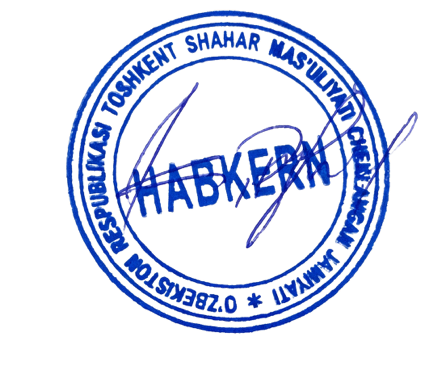 O'ZBEKISTON RESPUBLIKASI TOSHKENT SHAHAR MAS'ULIYATI CHEKLANGAN JAMIYATI *
HABKERN